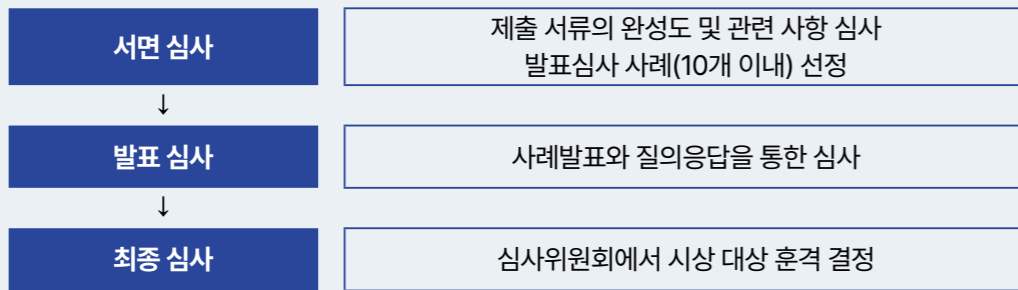 서면 심사
제출 서류의 완성도 및 관련 사항 심사
발표심사 사례(10개 이내) 선정
↓
발표 심사
사례발표와 질의응답을 통한 심사
↓
최종 심사
심사위원회에서 시상 대상 훈격 결정